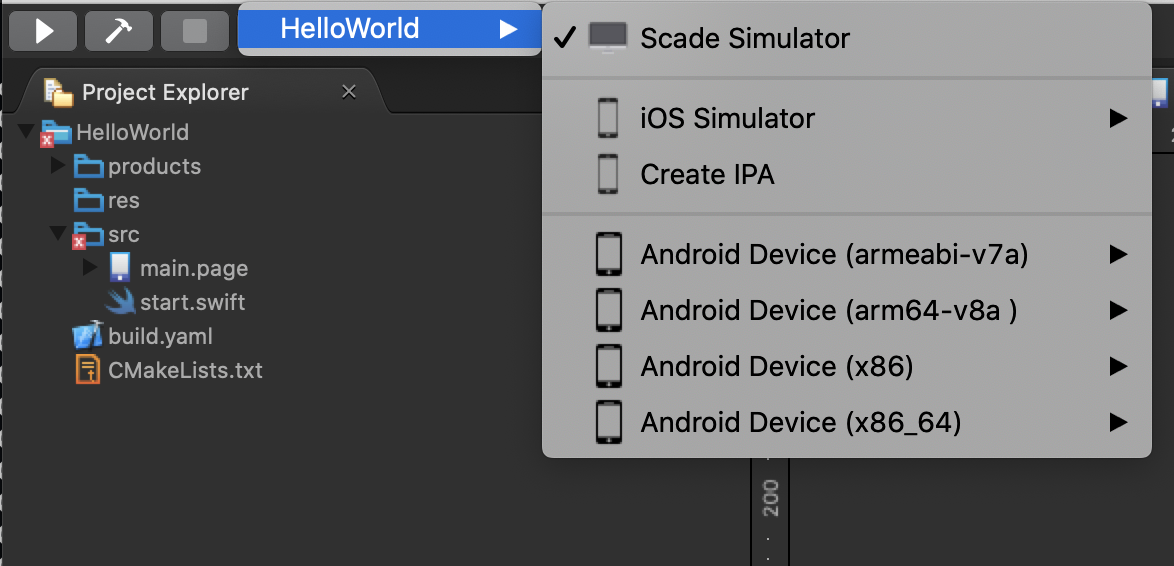 HelloWorld
Scade Simulator
Project Explorer
iOS Simulator
Create IPA
Android Device (armeabi-v7a)
Android Device (arm64-v8a )
Android Device (x86)
Android Device (x86_64)
HelloWorld
products
res
src
main.page
start.swift
build.yaml
CMakeLists.txt
200